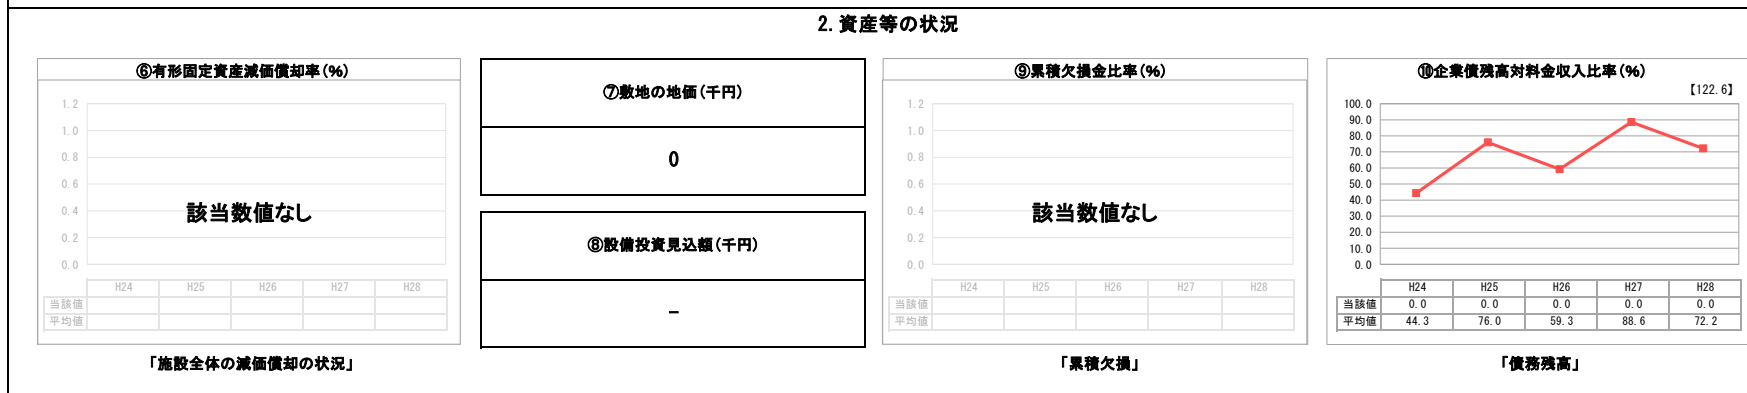 2. 資産等の状況
⑥有形固定資産減価償却率(%)
1.2
1.0
0.8
0.6
0.4
0.2
0.0
該当数値なし
H24 H25 H26 H27 H28
当該値
平均値
「施設全体の減価償却の状況」
⑦敷地の地価(千円)
0
⑧設備投資見込額(千円)
-
⑨累積欠損金比率(%)
1.2
1.0
0.8
0.6
0.4
0.2
0.0
該当数値なし
H24 H25 H26 H27 H28
当該値
平均値
「累積欠損」
⑩企業債残高対料金収入比率(%)
【122.6】
100.0
90.0
80.0
70.0
60.0
50.0
40.0
30.0
20.0
10.0
0.0
H24 H25 H26 H27 H28
当該値 0.0 0.0 0.0 0.0 0.0
平均値 44.3 76.0 59.3 88.6 72.2
「債務残高」